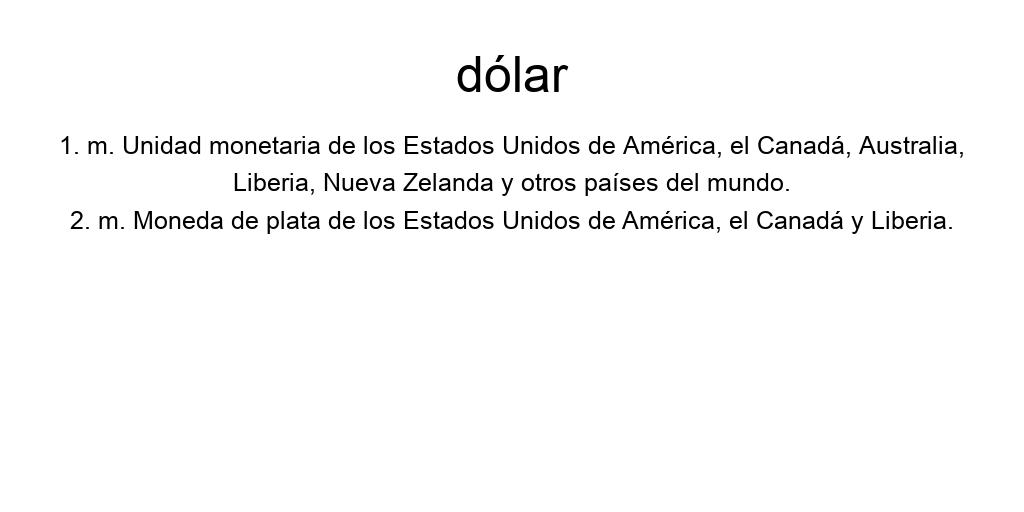 dólar
1. m. Unidad monetaria de los Estados Unidos de América, el Canadá, Australia,
Liberia, Nueva Zelanda y otros países del mundo.
2. m. Moneda de plata de los Estados Unidos de América, el Canadá y Liberia.